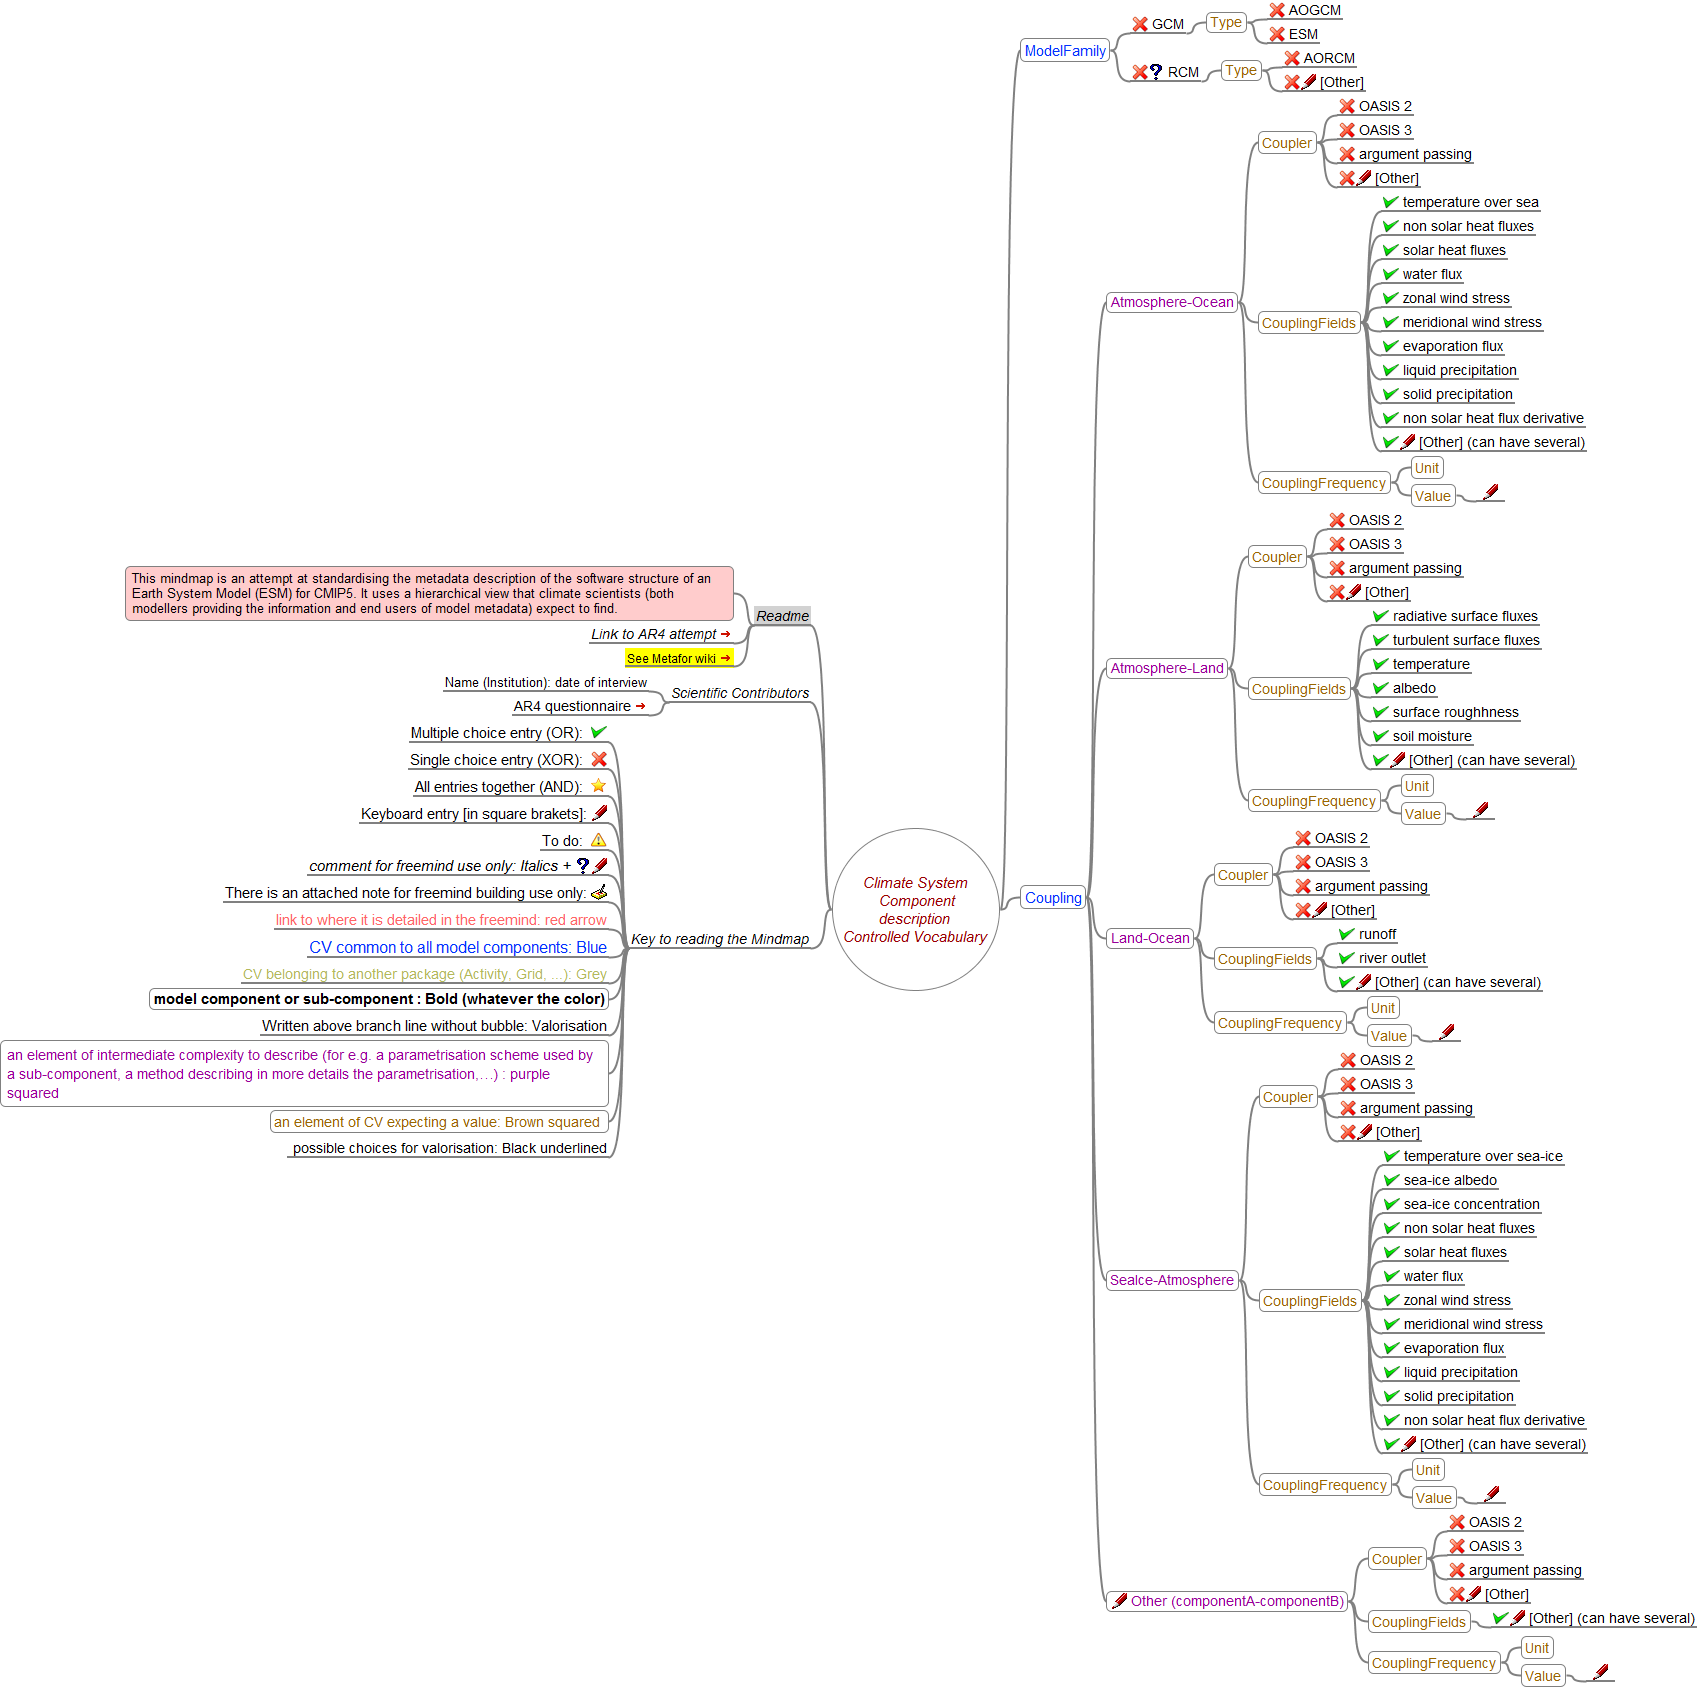 This mindmap is an attempt at standardising the metadata description of the software structure of an
Earth System Model (ESM) for CMIP5. It uses a hierarchical view that climate scientists (both
modellers providing the information and end users of model metadata) expect to find.
Readme
Link to AR4 attempt
See Metafor wiki
Name (Institution): date of interview
Scientific Contributors
AR4 questionnaire
Multiple choice entry (OR):
Single choice entry (XOR):
All entries together (AND):
Keyboard entry [in square brakets]:
To do:
comment for freemind use only: Italics +
There is an attached note for freemind building use only:
link to where it is detailed in the freemind: red arrow
Key to reading the Mindmap
CV common to all model components: Blue
CV belonging to another package (Activity, Grid, ...): Grey
model component or sub-component : Bold (whatever the color)
Written above branch line without bubble: Valorisation
an element of intermediate complexity to describe (for e.g. a parametrisation scheme used by
a sub-component, a method describing in more details the parametrisation,...) : purple
squared
an element of CV expecting a value: Brown squared
possible choices for valorisation: Black underlined
Climate System
Component
description
Controlled Vocabulary
ModelFamily
GCM
Type
AOGCM
ESM
RCM
Type
AORCM
[Other]
Coupling
Atmosphere-Ocean
Coupler
OASIS 2
OASIS 3
argument passing
[Other]
CouplingFields
temperature over sea
non solar heat fluxes
solar heat fluxes
water flux
zonal wind stress
meridional wind stress
evaporation flux
liquid precipitation
solid precipitation
non solar heat flux derivative
[Other] (can have several)
CouplingFrequency
Unit
Value
Atmosphere-Land
Coupler
OASIS 2
OASIS 3
argument passing
[Other]
CouplingFields
radiative surface fluxes
turbulent surface fluxes
temperature
albedo
surface roughhness
soil moisture
[Other] (can have several)
CouplingFrequency
Unit
Value
Land-Ocean
Coupler
OASIS 2
OASIS 3
argument passing
[Other]
CouplingFields
runoff
river outlet
[Other] (can have several)
CouplingFrequency
Unit
Value
SeaIce-Atmosphere
Coupler
OASIS 2
OASIS 3
argument passing
[Other]
CouplingFields
temperature over sea-ice
sea-ice albedo
sea-ice concentration
non solar heat fluxes
solar heat fluxes
water flux
zonal wind stress
meridional wind stress
evaporation flux
liquid precipitation
solid precipitation
non solar heat flux derivative
[Other] (can have several)
CouplingFrequency
Unit
Value
Other (componentA-componentB)
Coupler
OASIS 2
OASIS 3
argument passing
[Other]
CouplingFields
[Other] (can have several)
CouplingFrequency
Unit
Value